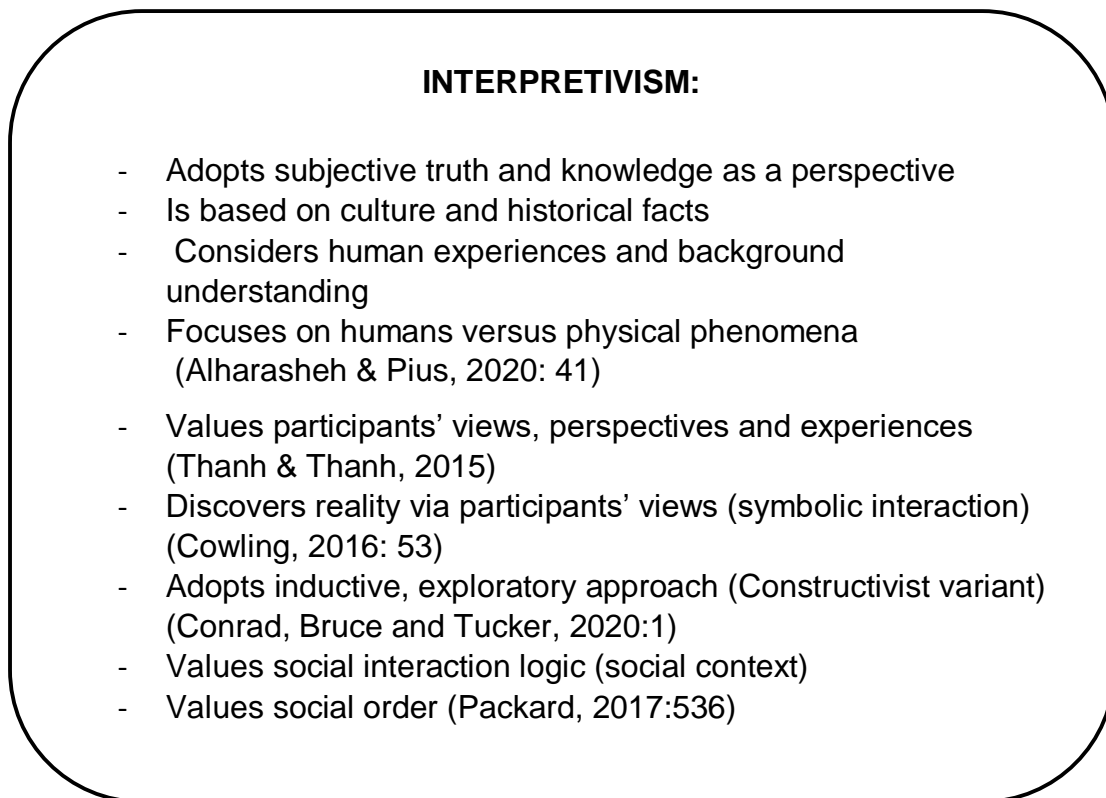 INTERPRETIVISM:
- Adopts subjective truth and knowledge as a perspective
- Is based on culture and historical facts
- Considers human experiences and background
understanding
- Focuses on humans versus physical phenomena
(Alharasheh & Pius, 2020: 41)
- Values participants’ views, perspectives and experiences
(Thanh & Thanh, 2015)
- Discovers reality via participants’ views (symbolic interaction)
(Cowling, 2016: 53)
- Adopts inductive, exploratory approach (Constructivist variant)
(Conrad, Bruce and Tucker, 2020:1)
- Values social interaction logic (social context)
- Values social order (Packard, 2017:536)